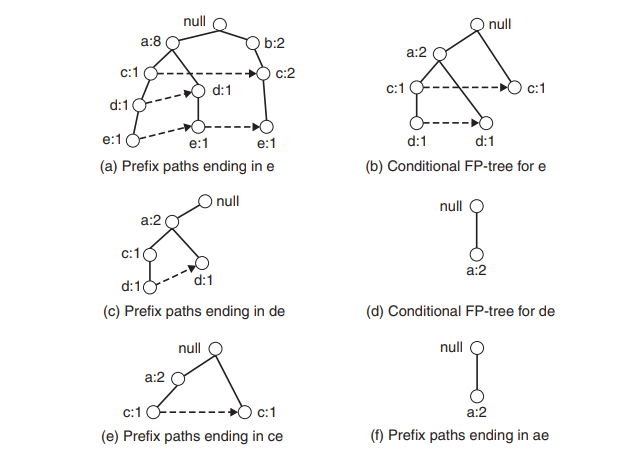 null
a:8
b:2
c:1
c:2
d:1
d:1
e:1
e:1
e:1
(a) Prefix paths ending in e
null
a:2
c:1
c:1
d:1
d:1
(b) Conditional FP-tree for e
null
a:2
c:1
d:1
d:1
(c) Prefix paths ending in de
null
a:2
(d) Conditional FP-tree for de
null
a:2
c:1
c:1
(e) Prefix paths ending in ce
null
a:2
(f) Prefix paths ending in ae